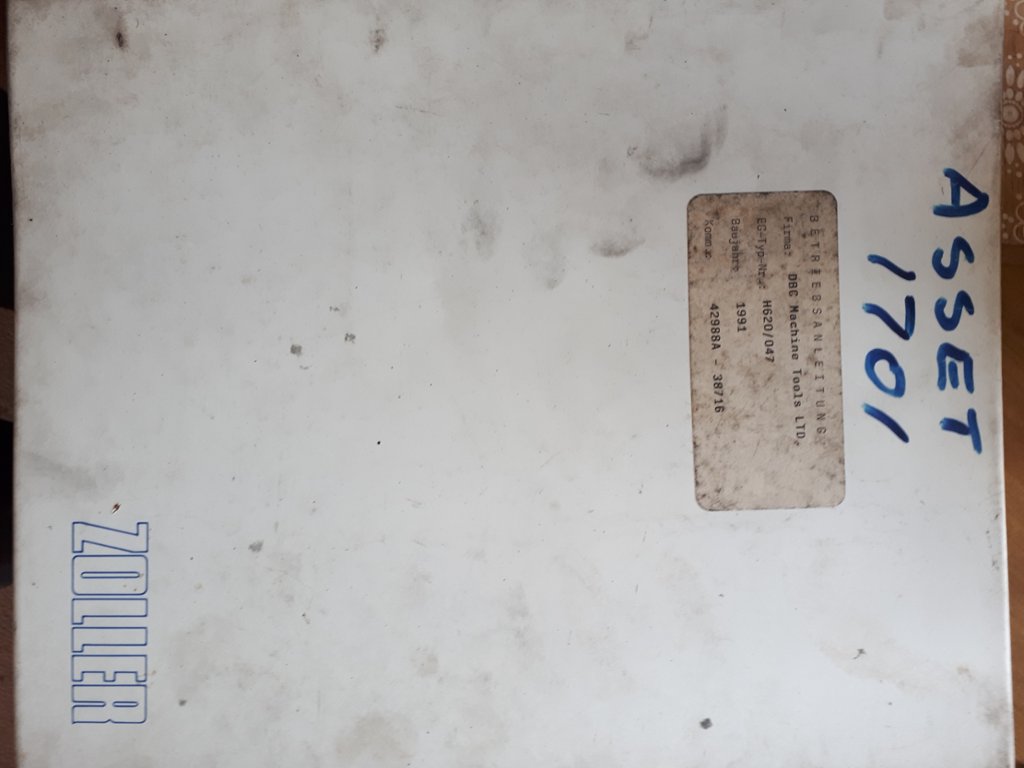 ASSET
1701
BETRIEBSANLEITUNG
Firma: DBC Machine Tools LTD.
EG-Typ-Nr.: H620/047
Baujahr: 1991
Komm.: 42988A - 38716
ZOLLER